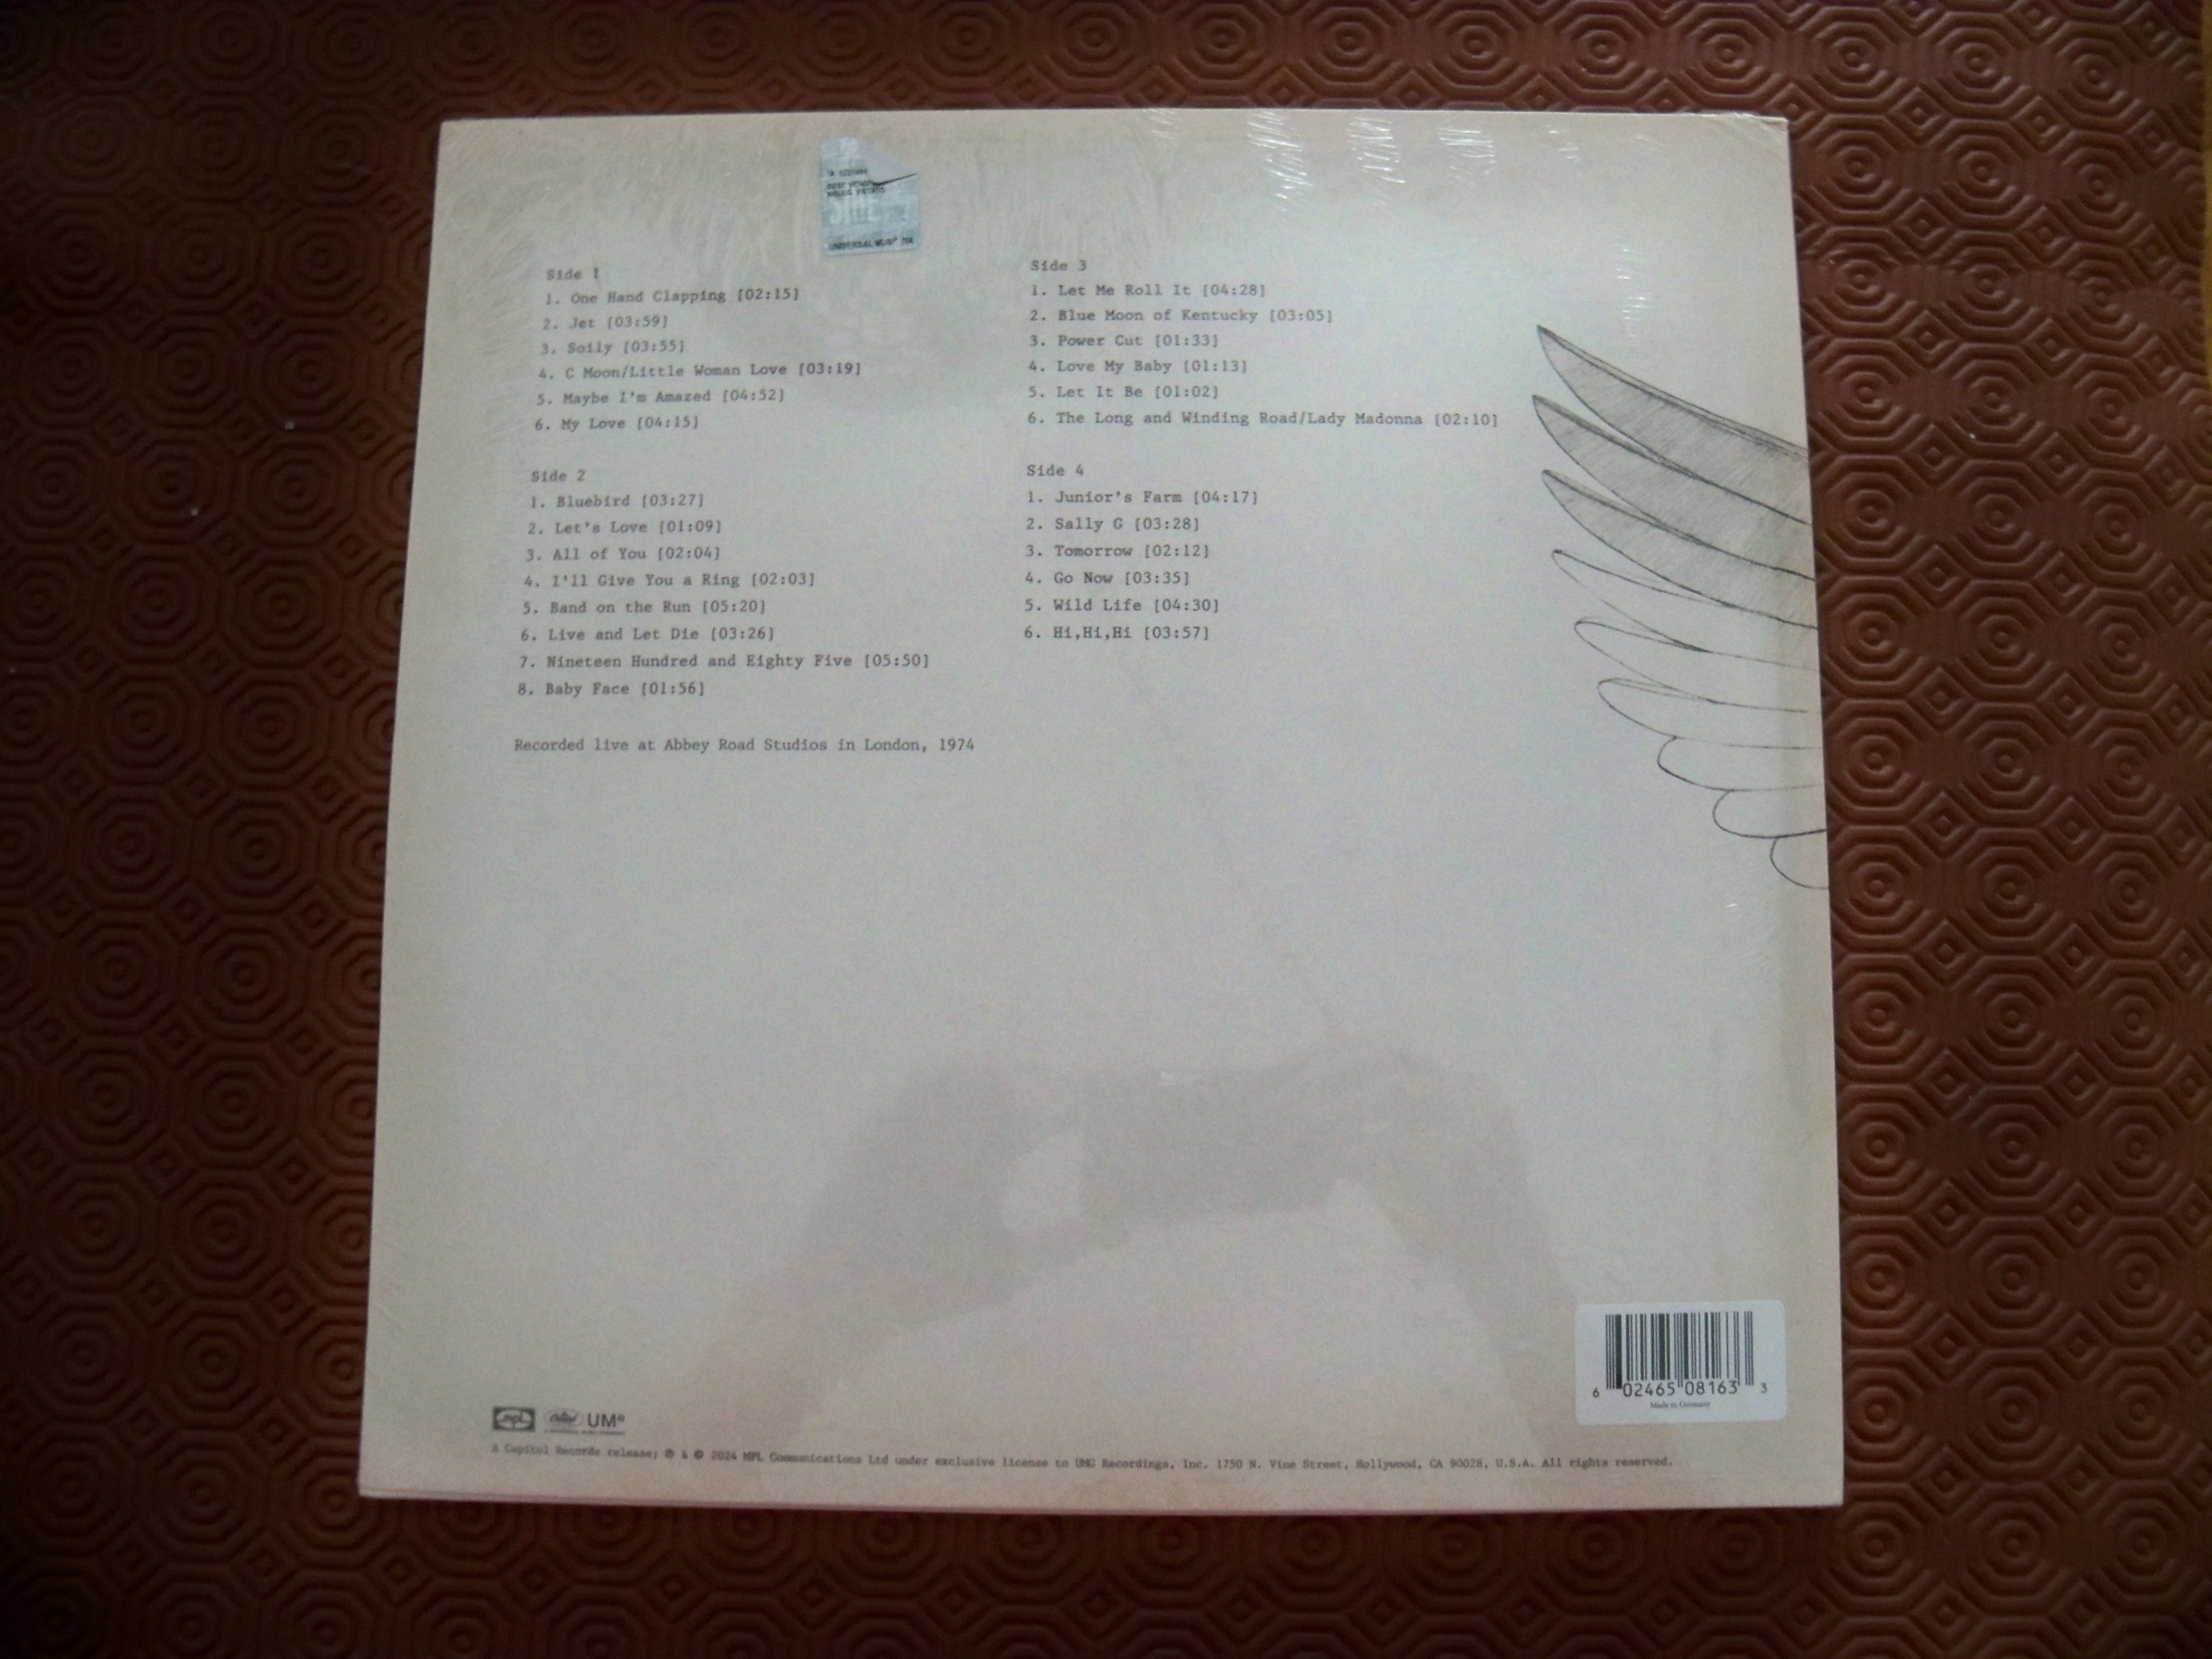 UNIVERSAL MUSIC ITA
Side 1
1. One Hand Clapping [02:15]
2. Jet [03:59]
3. Soily [03:55]
4. C Moon/Little Woman Love [03:19]
5. Maybe I'm Amazed [04:52]
6. My Love [04:15]
Side 2
1. Bluebird [03:27]
2. Let's Love [01:09]
3. All of You [02:04]
4. I'll Give You a Ring [02:03]
5. Band on the Run [05:20]
6. Live and Let Die [03:26]
7. Nineteen Hundred and Eighty Five [05:50]
8. Baby Face [01:56]
Recorded live at Abbey Road Studios in London, 1974
Side 3
1. Let Me Roll It [04:28]
2. Blue Moon of Kentucky [03:05]
3. Power Cut [01:33]
4. Love My Baby [01:13]
5. Let It Be [01:02]
6. The Long and Winding Road/Lady Madonna [02:10]
Side 4
1. Junior's Farm [04:17]
2. Sally G [03:28]
3. Tomorrow [02:12]
4. Go Now [03:35]
5. Wild Life [04:30]
6. Hi,Hi,Hi [03:57]
6 02465 08163 3
Made in Germany
mpl Capitol UMe
A Capitol Records release; ℗ & © 2024 MPL Communications Ltd under exclusive license to UMG Recordings, Inc. 1750 N. Vine Street, Hollywood, CA 90028, U.S.A. All rights reserved.